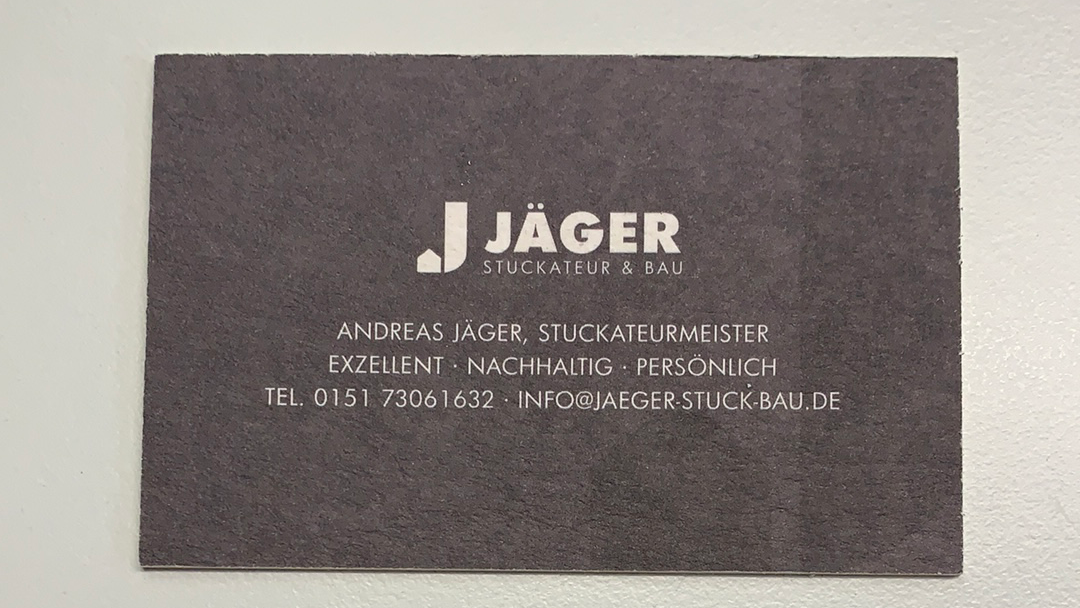 JÄGER
STUCKATEUR & BAU
ANDREAS JÄGER, STUCKATEURMEISTER
EXZELLENT · NACHHALTIG · PERSÖNLICH
TEL. 0151 73061632 · INFO@JAEGER-STUCK-BAU.DE